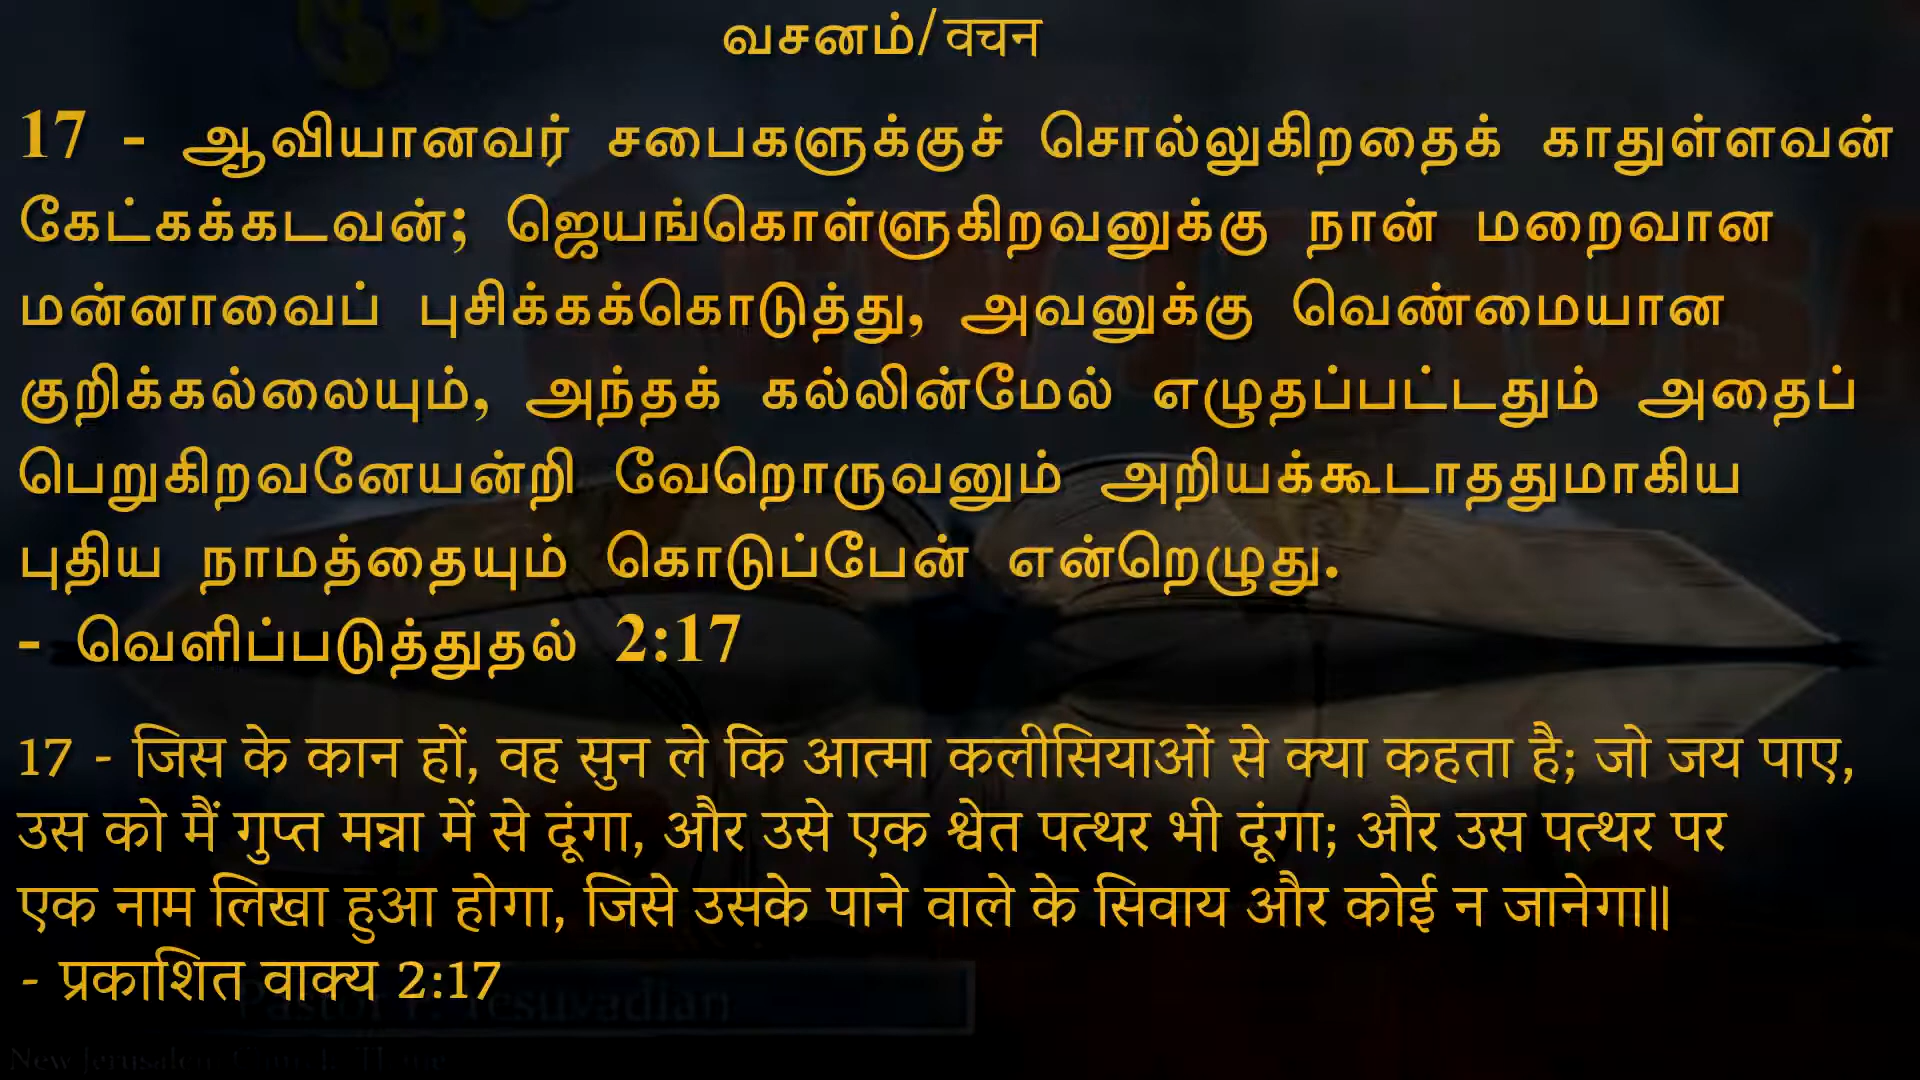 வசனம்/वचन
17 - ஆவியானவர் சபைகளுக்குச் சொல்லுகிறதைக் காதுள்ளவன்
கேட்கக்கடவன்; ஜெயங்கொள்ளுகிறவனுக்கு நான் மறைவான
மன்னாவைப் புசிக்கக்கொடுத்து, அவனுக்கு வெண்மையான
குறிக்கல்லையும், அந்தக் கல்லின்மேல் எழுதப்பட்டதும் அதைப்
பெறுகிறவனேயன்றி வேறொருவனும் அறியக்கூடாததுமாகிய
புதிய நாமத்தையும் கொடுப்பேன் என்றெழுது.
- வெளிப்படுத்துதல் 2:17
17 - जिस के कान हों, वह सुन ले कि आत्मा कलीसियाओं से क्या कहता है; जो जय पाए,
उस को मैं गुप्त मन्ना में से दूंगा, और उसे एक श्वेत पत्थर भी दूंगा; और उस पत्थर पर
एक नाम लिखा हुआ होगा, जिसे उसके पाने वाले के सिवाय और कोई न जानेगा॥
- प्रकाशित वाक्य 2:17
Pastor
New Jerusalem